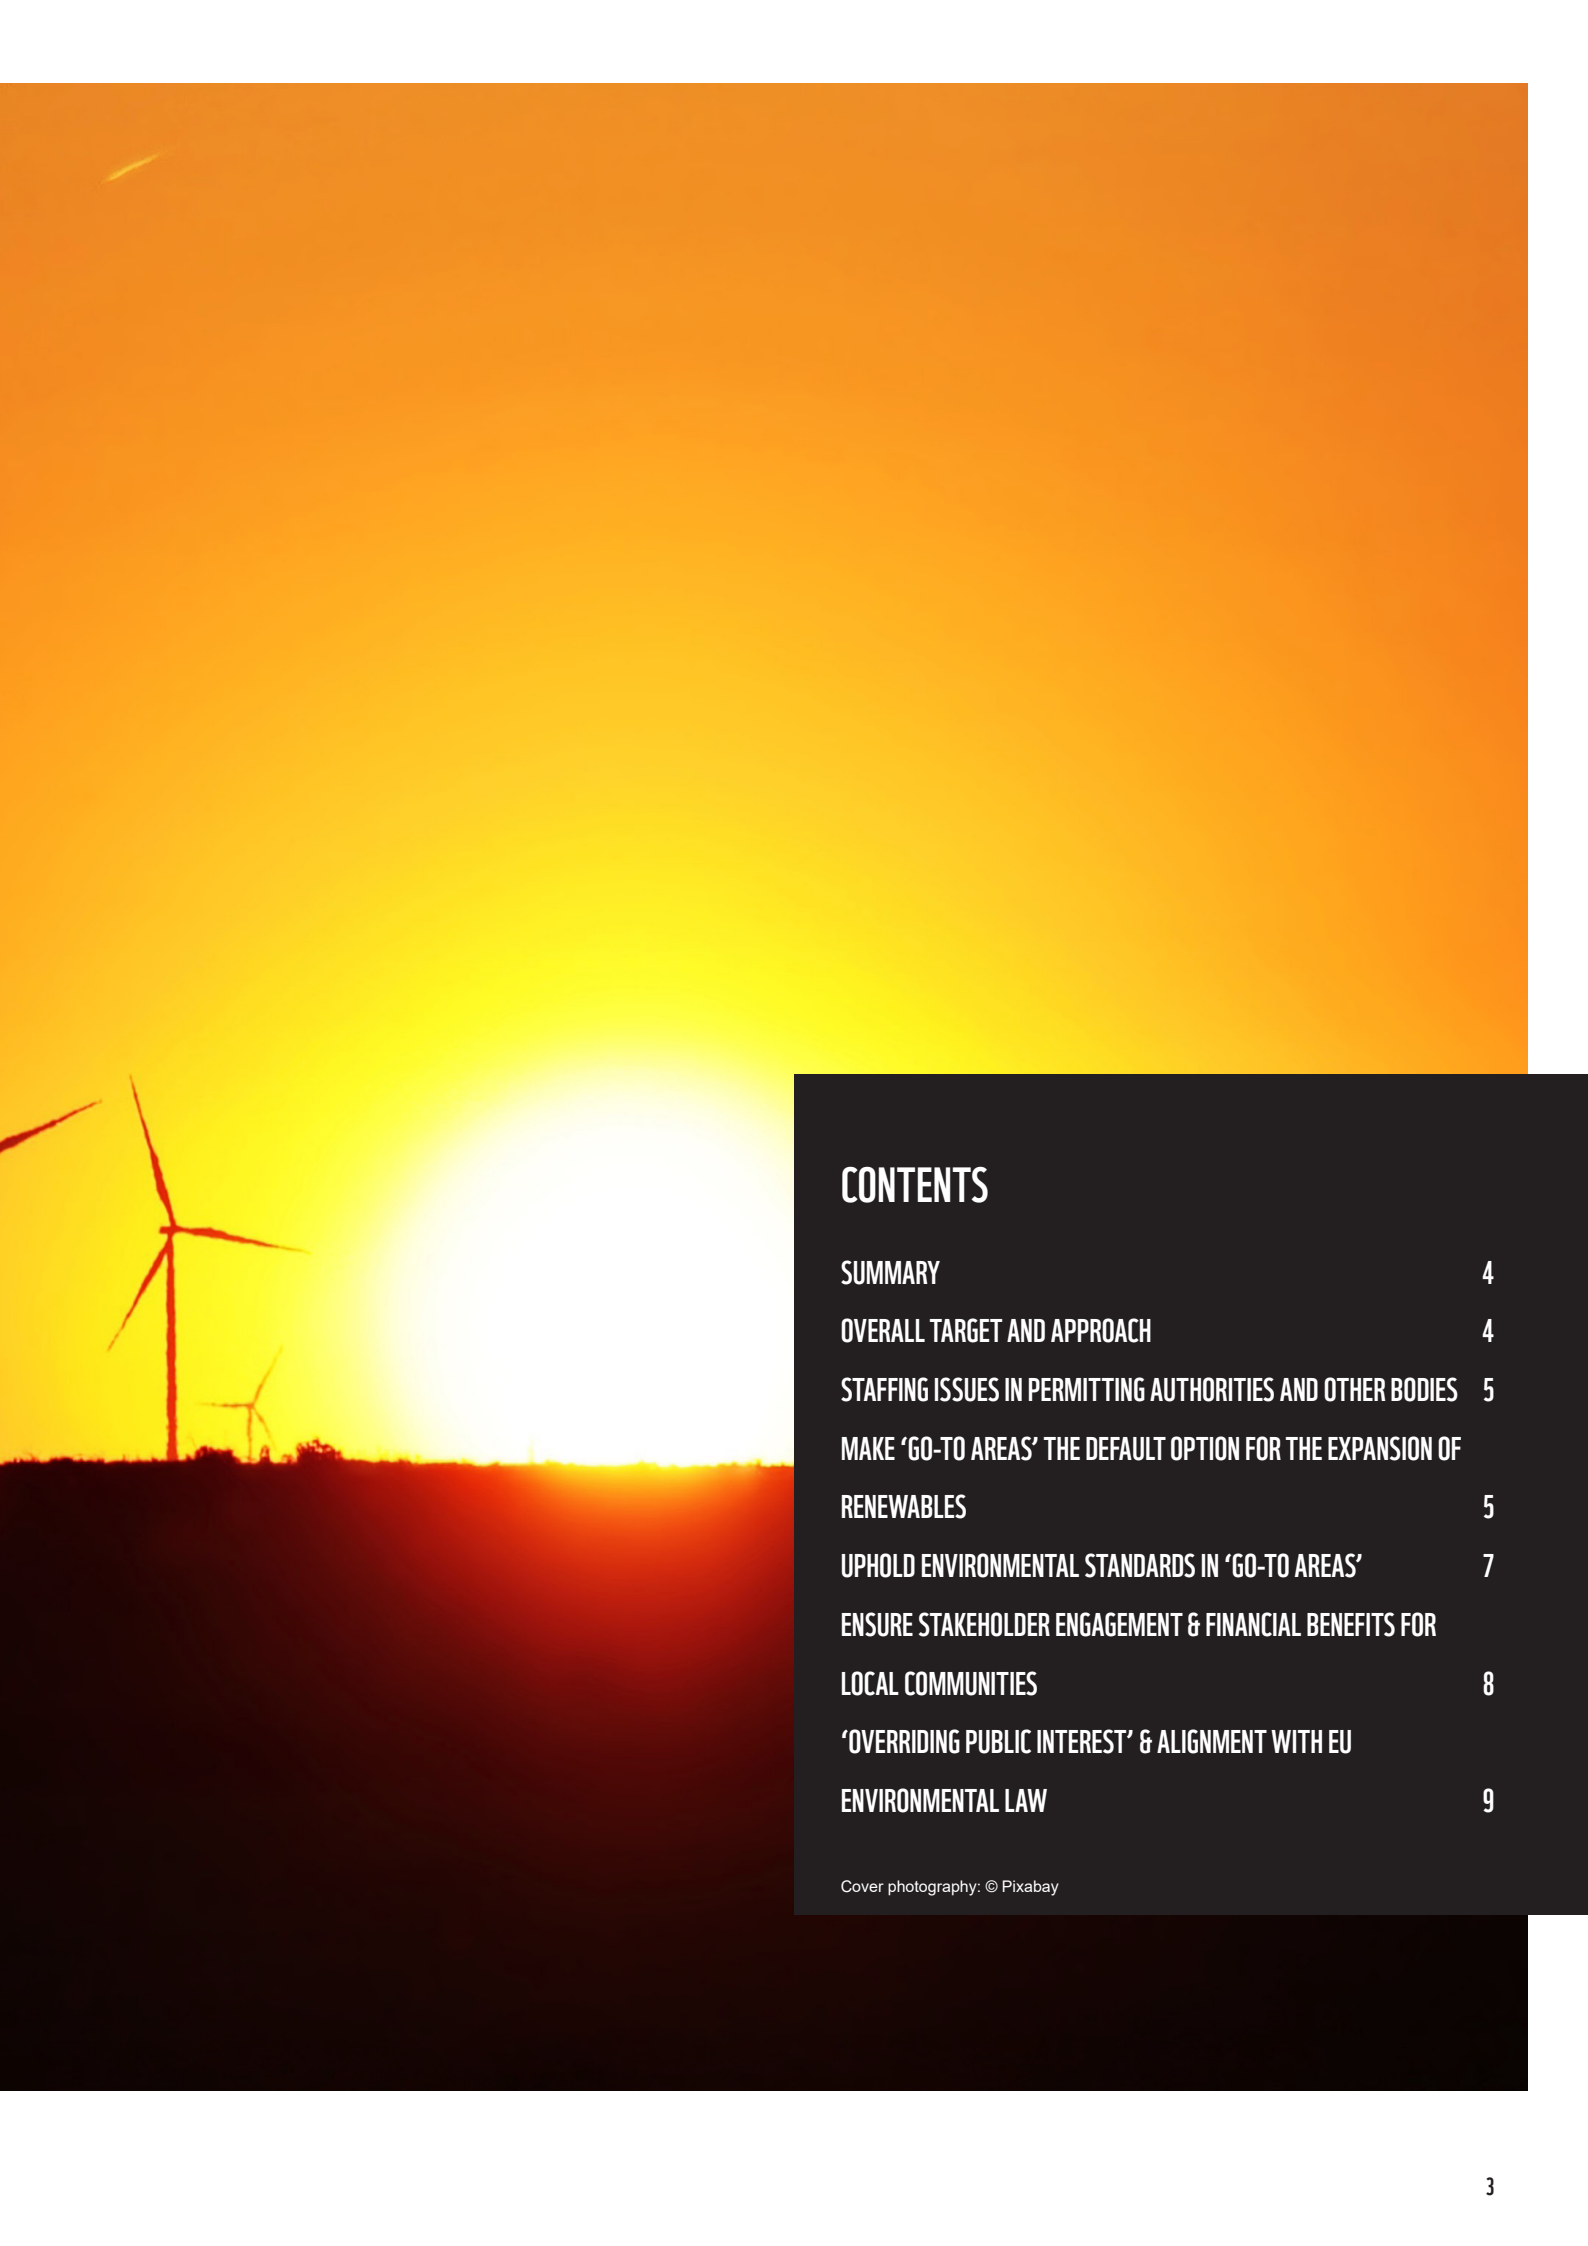 CONTENTS
SUMMARY 4
OVERALL TARGET AND APPROACH 4
STAFFING ISSUES IN PERMITTING AUTHORITIES AND OTHER BODIES 5
MAKE ‘GO-TO AREAS’ THE DEFAULT OPTION FOR THE EXPANSION OF
RENEWABLES 5
UPHOLD ENVIRONMENTAL STANDARDS IN ‘GO-TO AREAS’ 7
ENSURE STAKEHOLDER ENGAGEMENT & FINANCIAL BENEFITS FOR
LOCAL COMMUNITIES 8
‘OVERRIDING PUBLIC INTEREST’ & ALIGNMENT WITH EU
ENVIRONMENTAL LAW 9
Cover photography: © Pixabay
3